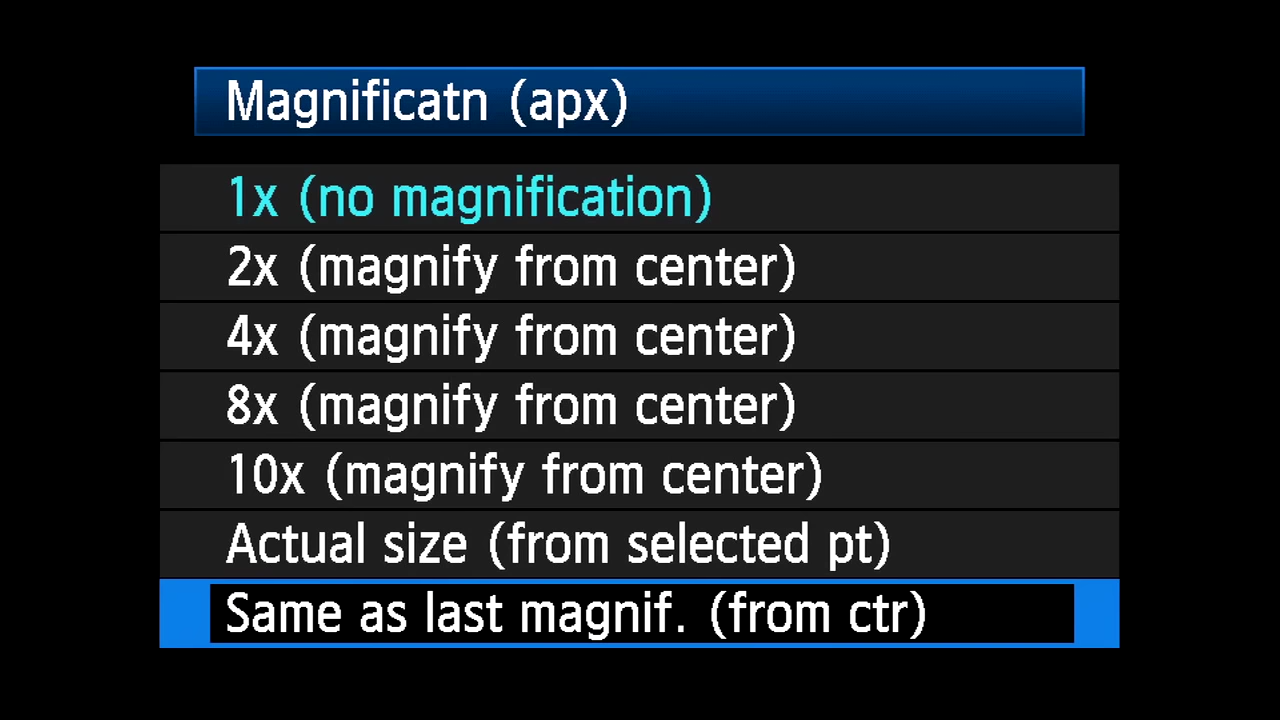 Magnificatn (apx)
1x (no magnification)
2x (magnify from center)
4x (magnify from center)
8x (magnify from center)
10x (magnify from center)
Actual size (from selected pt)
Same as last magnif. (from ctr)